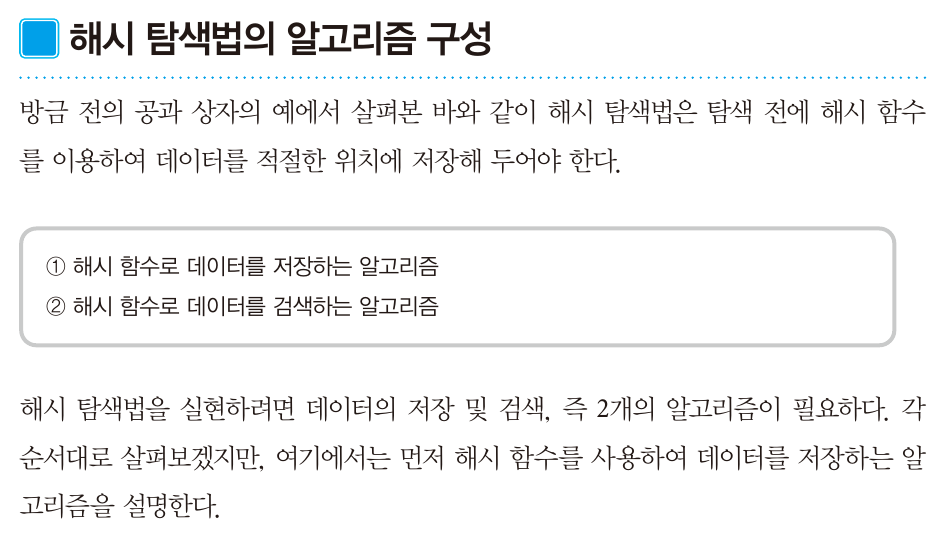 해시 탐색법의 알고리즘 구성
방금 전의 공과 상자의 예에서 살펴본 바와 같이 해시 탐색법은 탐색 전에 해시 함수
를 이용하여 데이터를 적절한 위치에 저장해 두어야 한다.
① 해시 함수로 데이터를 저장하는 알고리즘
② 해시 함수로 데이터를 검색하는 알고리즘
해시 탐색법을 실현하려면 데이터의 저장 및 검색, 즉 2개의 알고리즘이 필요하다. 각
순서대로 살펴보겠지만, 여기에서는 먼저 해시 함수를 사용하여 데이터를 저장하는 알
고리즘을 설명한다.